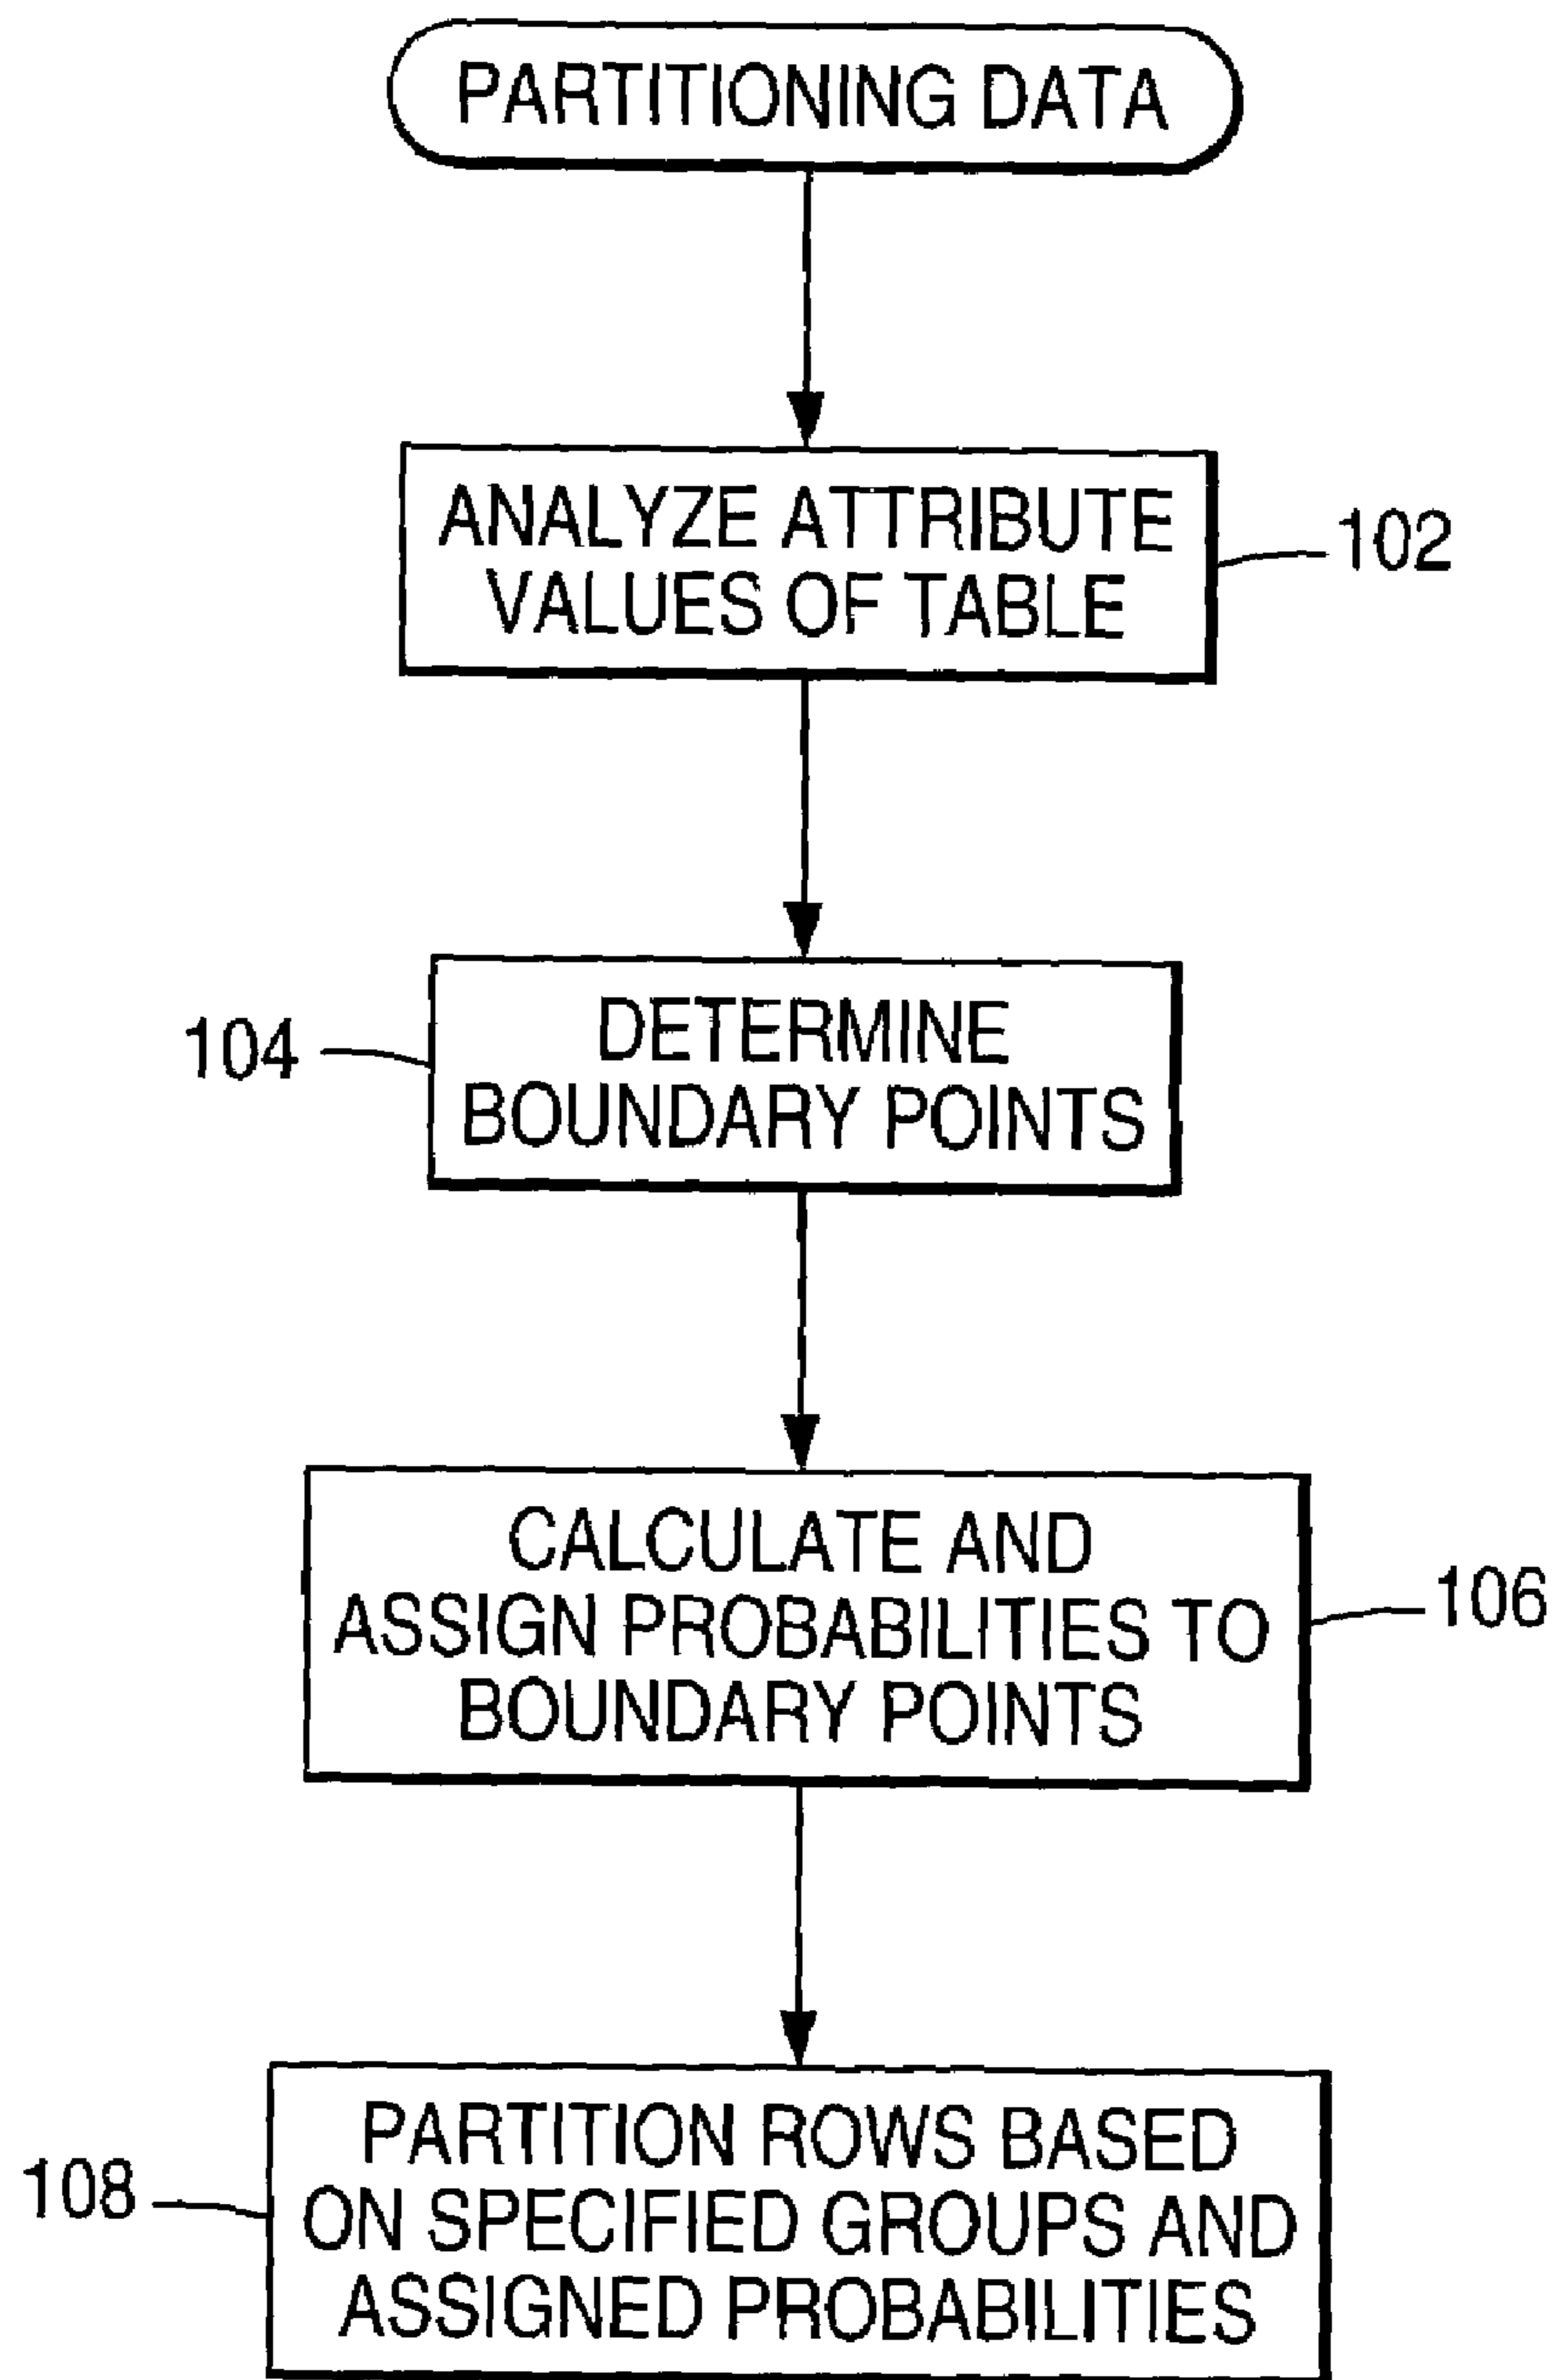 PARTITIONING DATA
ANALYZE ATTRIBUTE
VALUES OF TABLE
102
DETERMINE
BOUNDARY POINTS
104
CALCULATE AND
ASSIGN PROBABILITIES TO
BOUNDARY POINTS
106
PARTITION ROWS BASED
ON SPECIFIED GROUPS AND
ASSIGNED PROBABILITIES
108